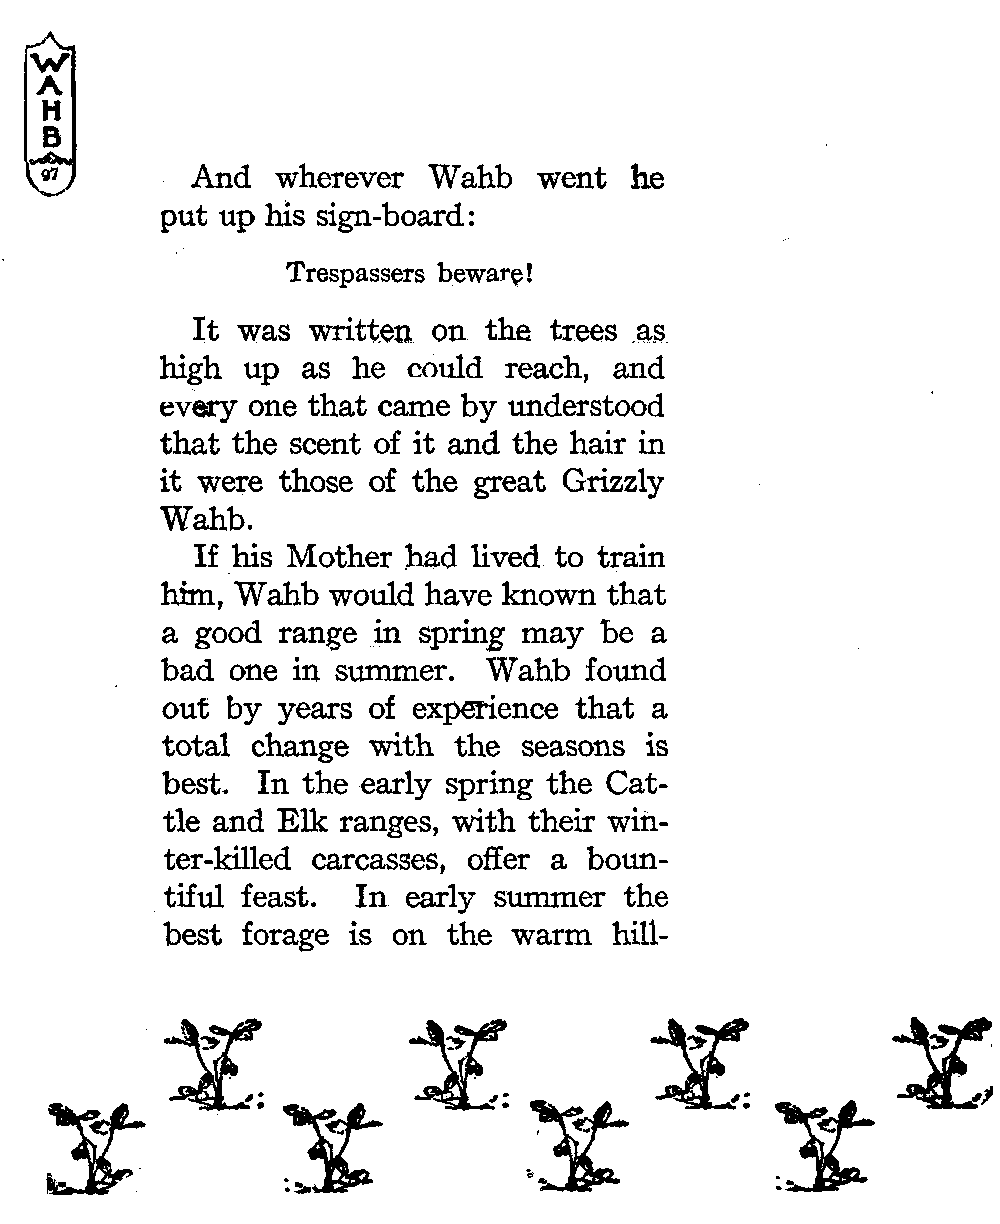 WAHB
97
And wherever Wahb went he
put up his sign-board:
Trespassers beware!
It was written on the trees as
high up as he could reach, and
every one that came by understood
that the scent of it and the hair in
it were those of the great Grizzly
Wahb.
If his Mother had lived to train
him, Wahb would have known that
a good range in spring may be a
bad one in summer. Wahb found
out by years of experience that a
total change with the seasons is
best. In the early spring the Cat-
tle and Elk ranges, with their win-
ter-killed carcasses, offer a boun-
tiful feast. In early summer the
best forage is on the warm hill-